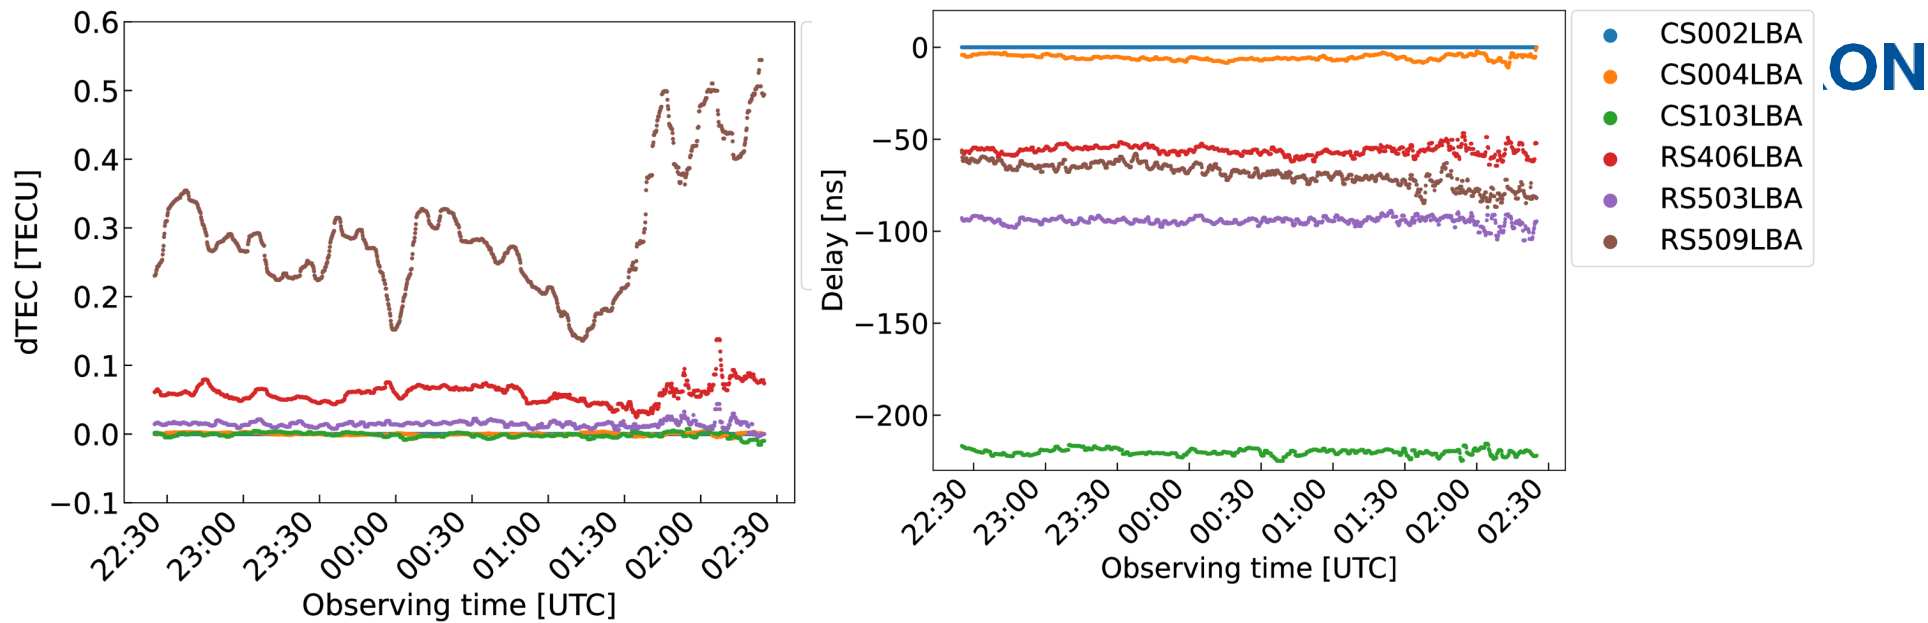 0.6
0.5
0.4
0.3
0.2
0.1
0.0
−0.1
dTEC [TECU]
22:30
23:00
23:30
00:00
00:30
01:00
01:30
02:00
02:30
Observing time [UTC]
0
−50
−100
−150
−200
Delay [ns]
22:30
23:00
23:30
00:00
00:30
01:00
01:30
02:00
02:30
Observing time [UTC]
CS002LBA
CS004LBA
CS103LBA
RS406LBA
RS503LBA
RS509LBA
ON